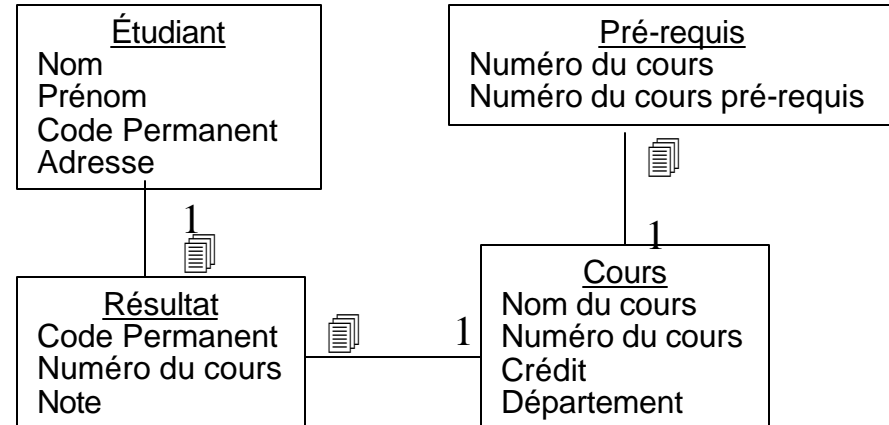 Étudiant
Nom
Prénom
Code Permanent
Adresse
Pré-requis
Numéro du cours
Numéro du cours pré-requis
1
1
Résultat
Code Permanent
Numéro du cours
Note
1
Cours
Nom du cours
Numéro du cours
Crédit
Département